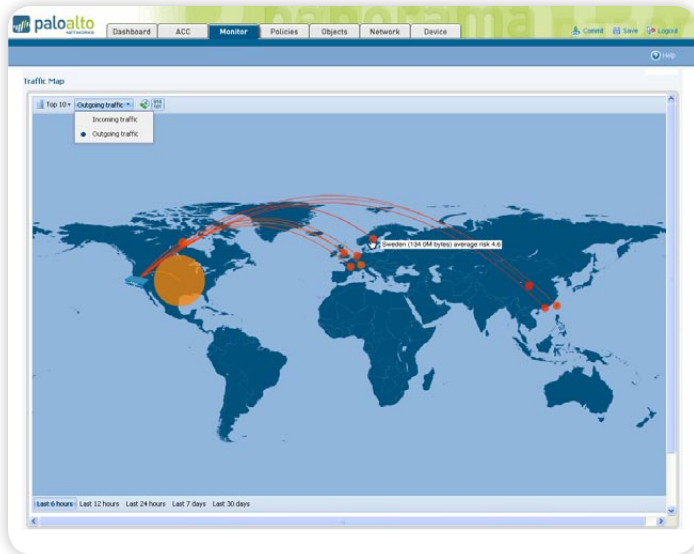 panorama
paloalto
NETWORKS
Dashboard ACC Monitor Policies Objects Network Device
Commit Save Logout
Help
Traffic Map
Top 10 Outgoing traffic
Incoming traffic
Outgoing traffic
Sweden (134.0M bytes) average risk 4.6
Last 6 hours Last 12 hours Last 24 hours Last 7 days Last 30 days